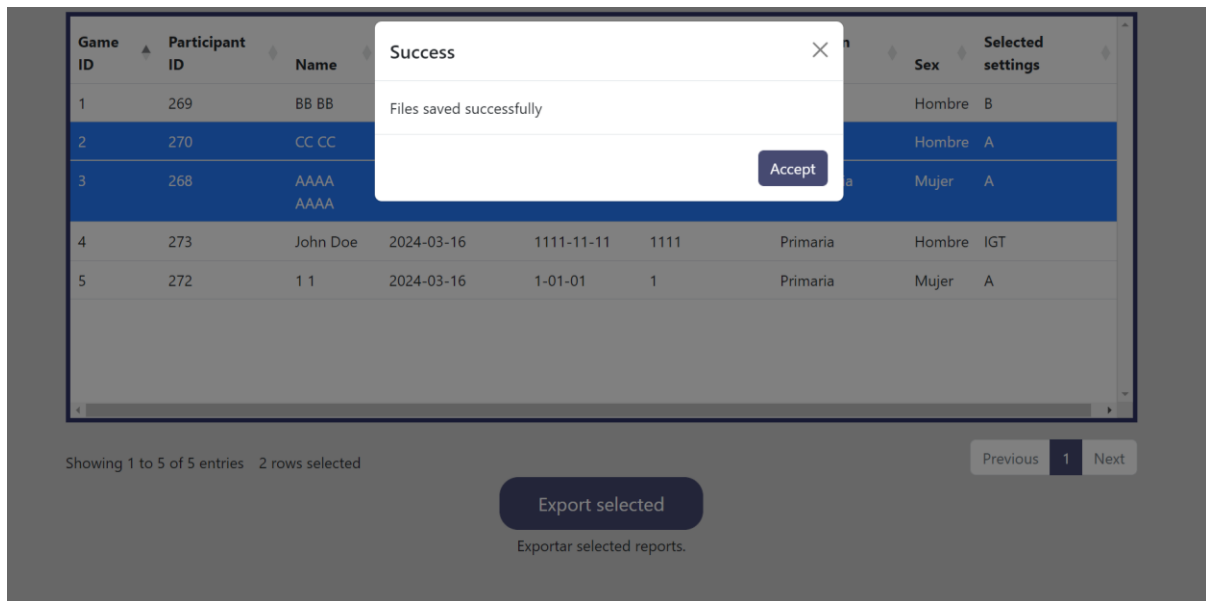 Game ID Participant ID Name Sex Selected settings
1 269 BB BB Hombre B
2 270 CC CC Hombre A
3 268 AAAA AAAA Mujer A
4 273 John Doe 2024-03-16 1111-11-11 1111 Primaria Hombre IGT
5 272 1 1 2024-03-16 1-01-01 1 Primaria Mujer A
Success
Files saved successfully
Accept
Showing 1 to 5 of 5 entries 2 rows selected
Previous 1 Next
Export selected
Exportar selected reports.